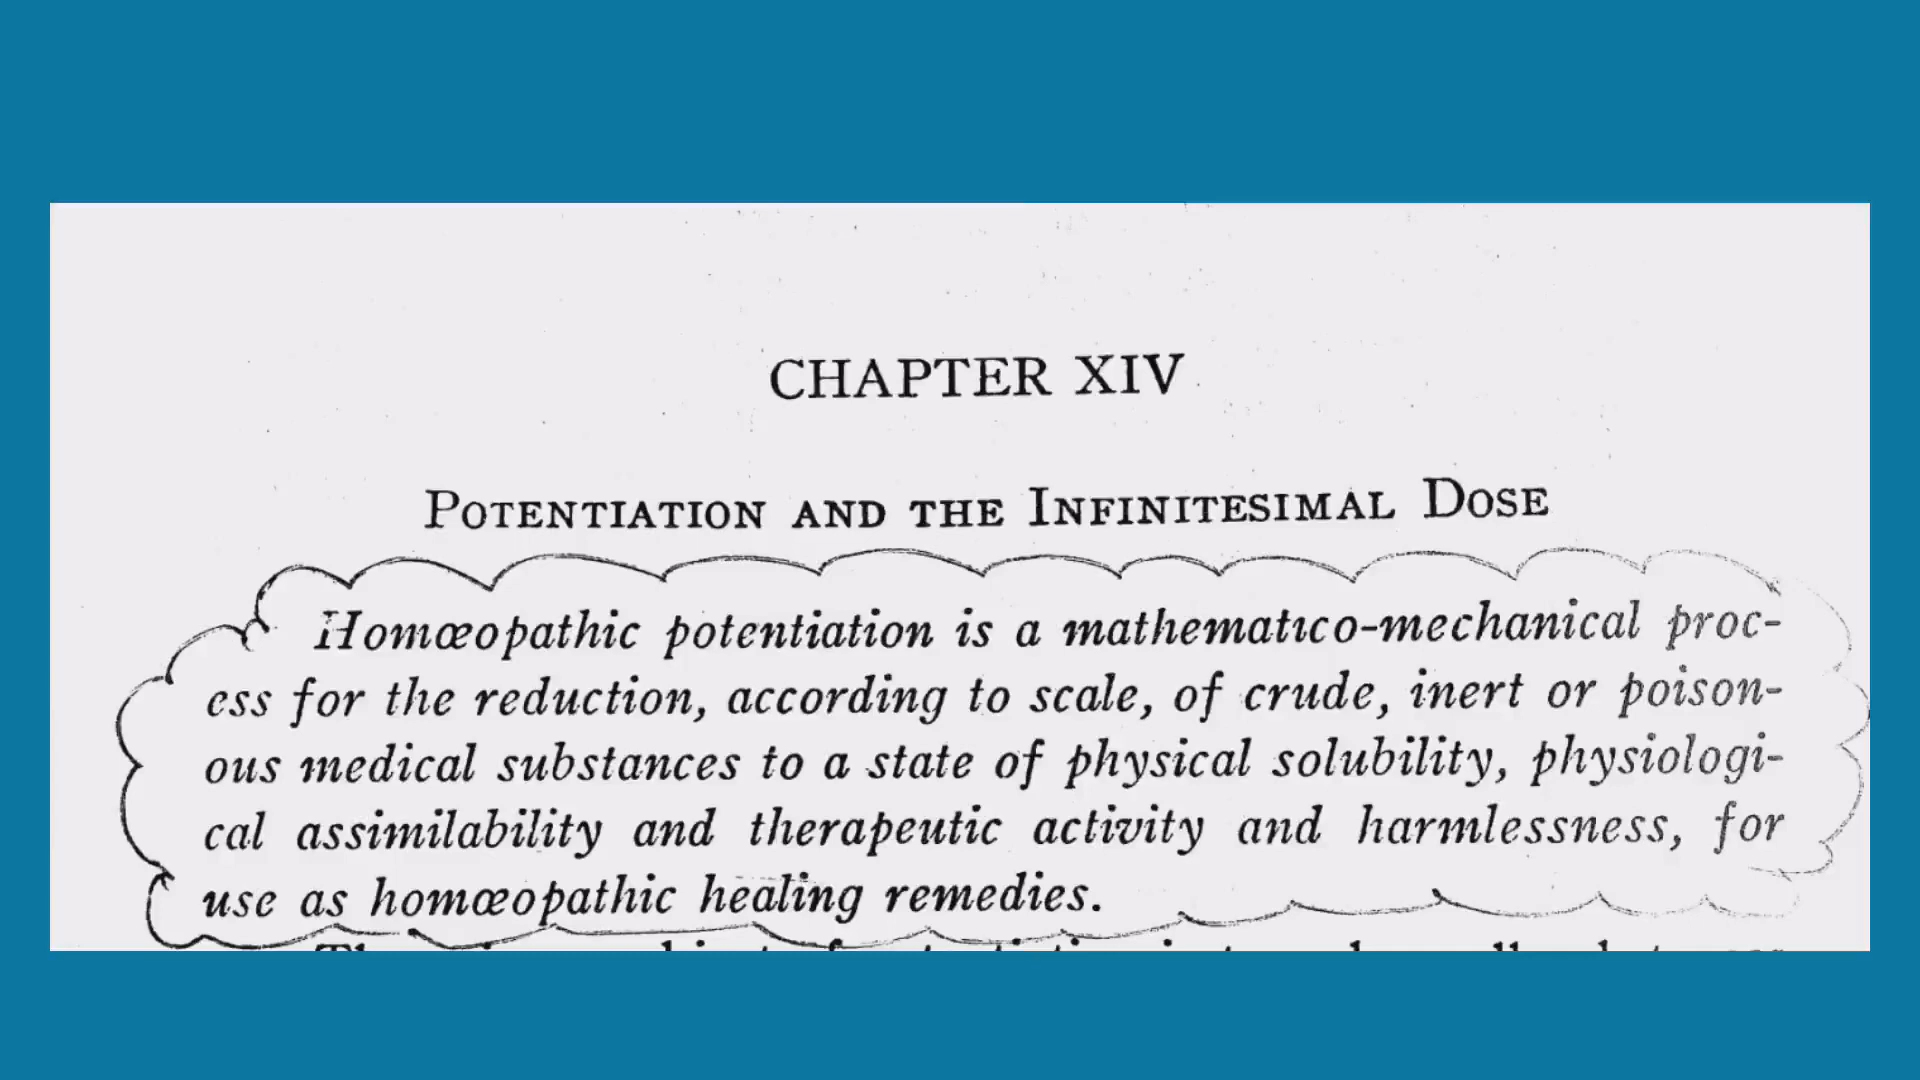 CHAPTER XIV
POTENTIATION AND THE INFINITESIMAL DOSE
Homœopathic potentiation is a mathematico-mechanical proc-
ess for the reduction, according to scale, of crude, inert or poison-
ous medical substances to a state of physical solubility, physiologi-
cal assimilability and therapeutic activity and harmlessness, for
use as homœopathic healing remedies.